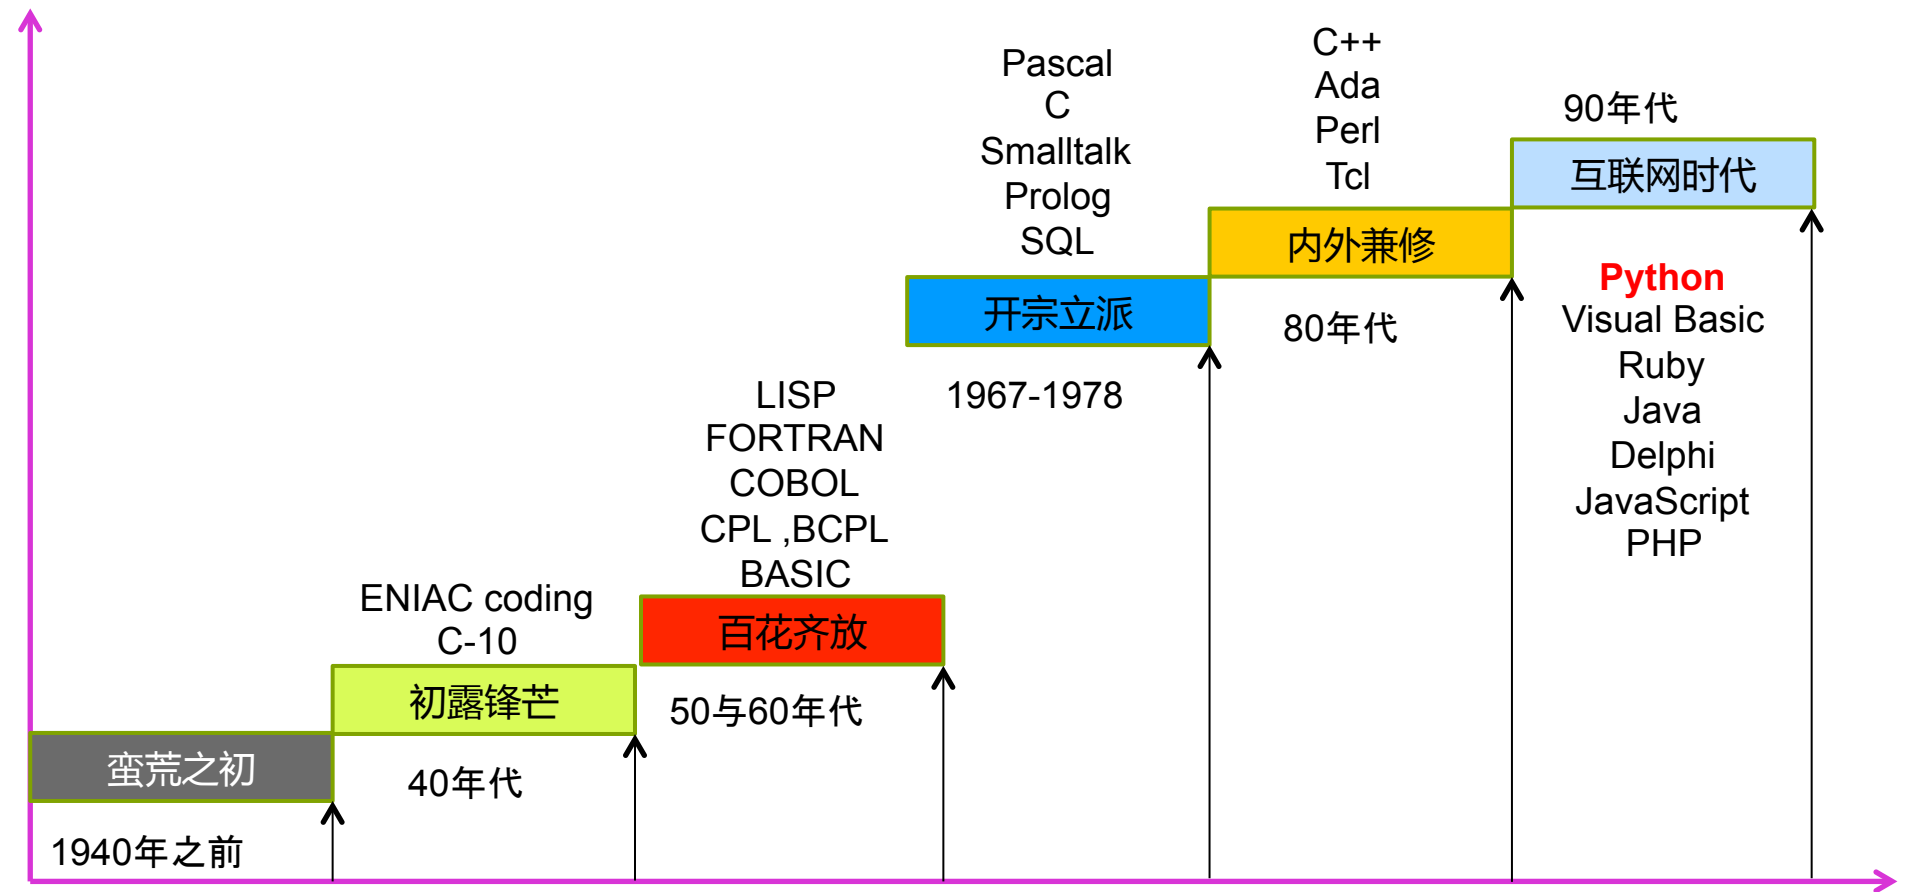 蛮荒之初
1940年之前
ENIAC coding
C-10
初露锋芒
40年代
LISP
FORTRAN
COBOL
CPL ,BCPL
BASIC
百花齐放
50与60年代
Pascal
C
Smalltalk
Prolog
SQL
开宗立派
1967-1978
C++
Ada
Perl
Tcl
内外兼修
80年代
90年代
互联网时代
Python
Visual Basic
Ruby
Java
Delphi
JavaScript
PHP